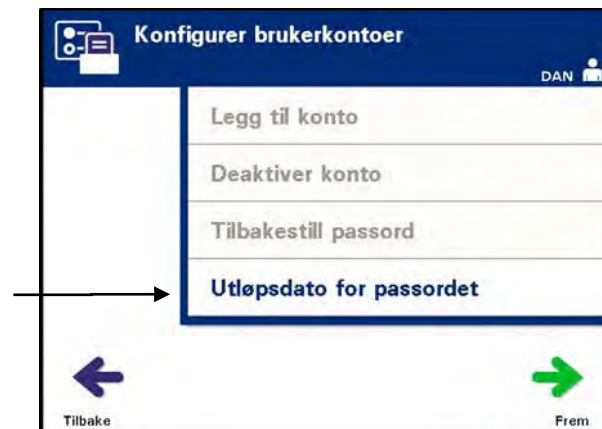 Konfigurer brukerkontoer
DAN
Legg til konto
Deaktiver konto
Tilbakestill passord
Utløpsdato for passordet
Tilbake
Frem